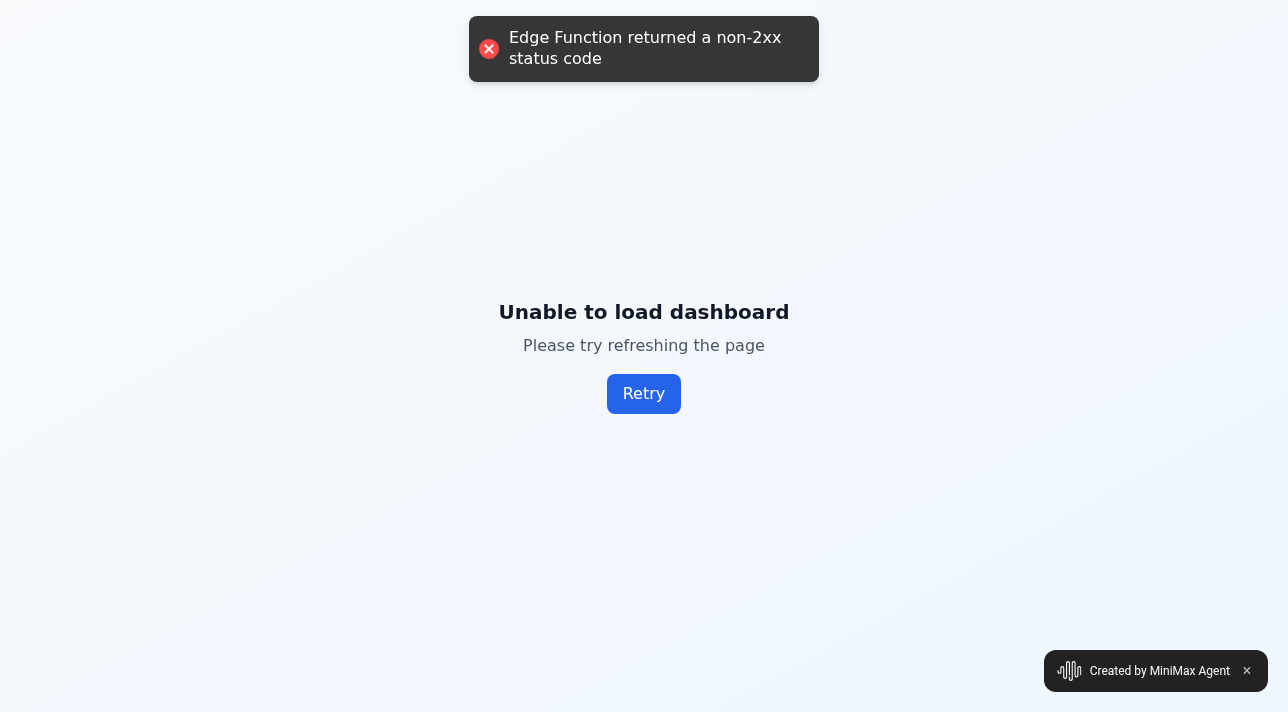 Edge Function returned a non-2xx
status code
Unable to load dashboard
Please try refreshing the page
Retry
Created by MiniMax Agent ×